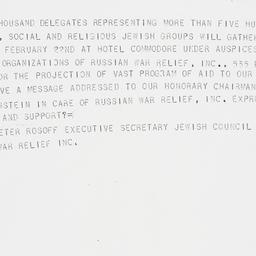 HOUSAND DELEGATES REPRESENTING MORE THAN FIVE HU
, SOCIAL AND RELIGIOUS JEWISH GROUPS WILL GATHE
FEBRUARY 22ND AT HOTEL COMMODORE UNDER AUSPICES
ORGANIZATIONS OF RUSSIAN WAR RELIEF, INC., 535
OR THE PROJECTION OF VAST PROGRAM OF AID TO OUR
VE A MESSAGE ADDRESSED TO OUR HONORARY CHAIRMAN
NSTEIN IN CARE OF RUSSIAN WAR RELIEF, INC. EXPR
AND SUPPORT?=
ETER ROSOFF EXECUTIVE SECRETARY JEWISH COUNCIL
WAR RELIEF INC.